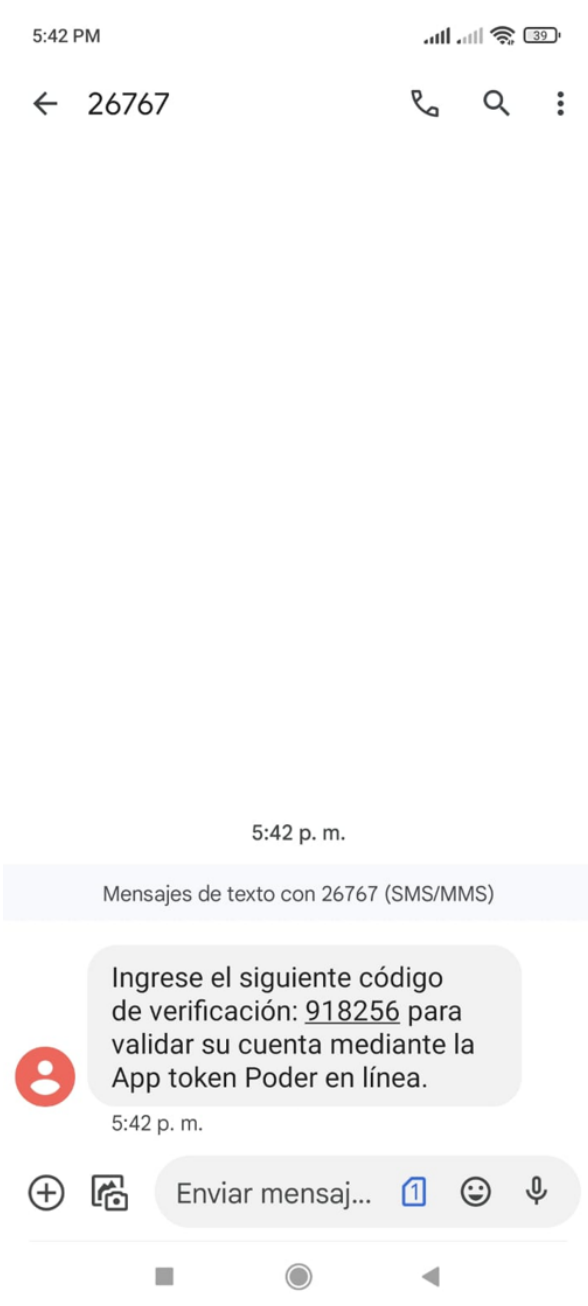 5:42 PM
39
26767
5:42 p. m.
Mensajes de texto con 26767 (SMS/MMS)
Ingrese el siguiente código
de verificación: 918256 para
validar su cuenta mediante la
App token Poder en línea.
5:42 p. m.
Enviar mensaj...
1